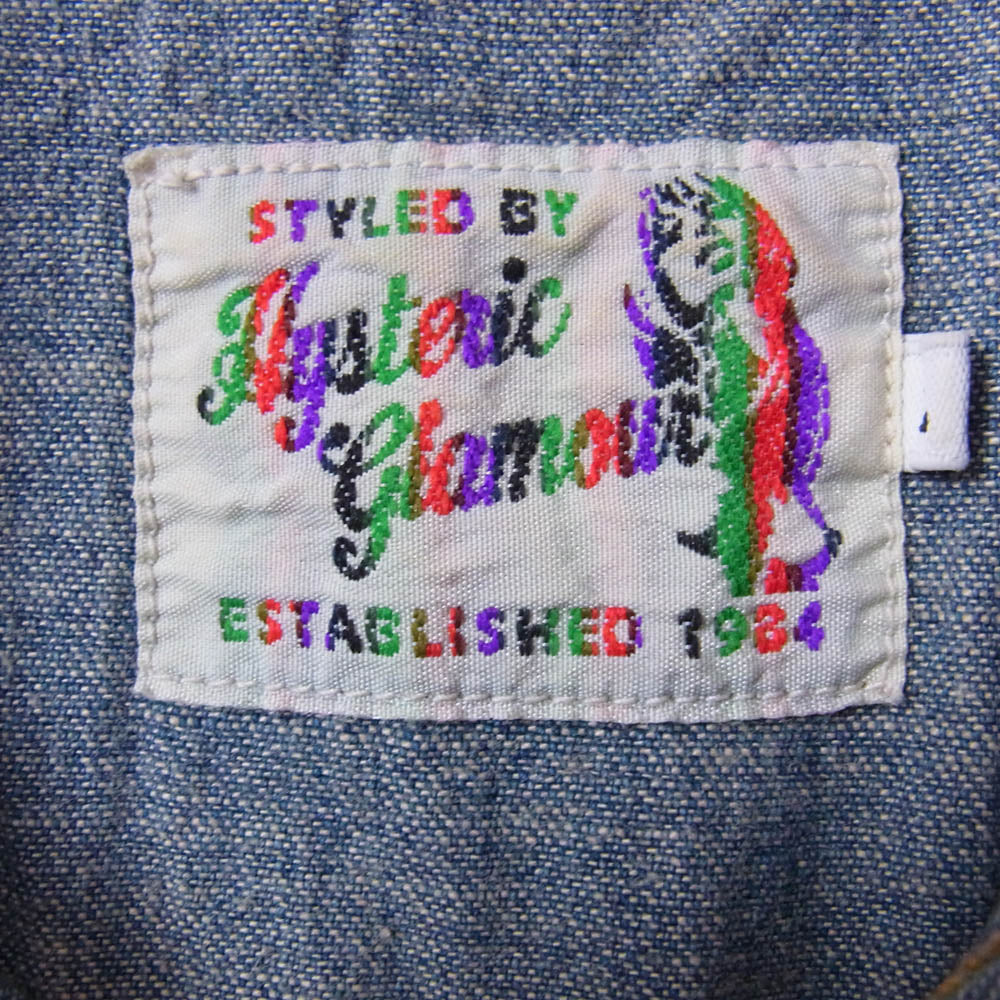 STYLED BY
Hysteric
Glamour
ESTABLISHED 1984